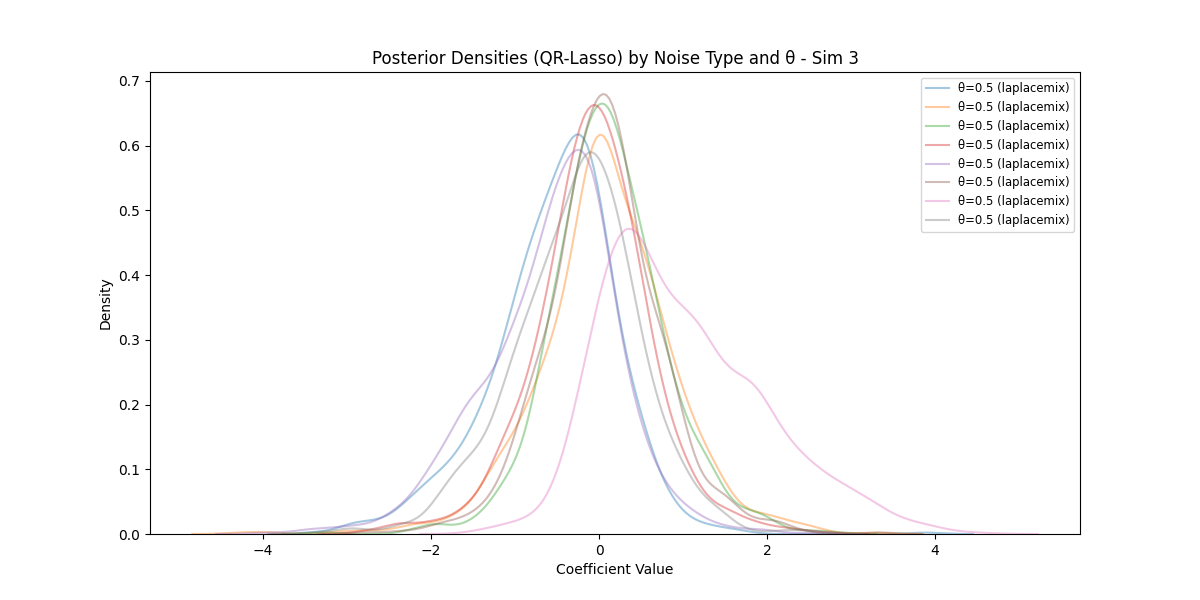 Posterior Densities (QR-Lasso) by Noise Type and θ - Sim 3
0.7
0.6
0.5
0.4
0.3
0.2
0.1
0.0
Density
θ=0.5 (laplacemix)
θ=0.5 (laplacemix)
θ=0.5 (laplacemix)
θ=0.5 (laplacemix)
θ=0.5 (laplacemix)
θ=0.5 (laplacemix)
θ=0.5 (laplacemix)
θ=0.5 (laplacemix)
−4
−2
0
2
4
Coefficient Value